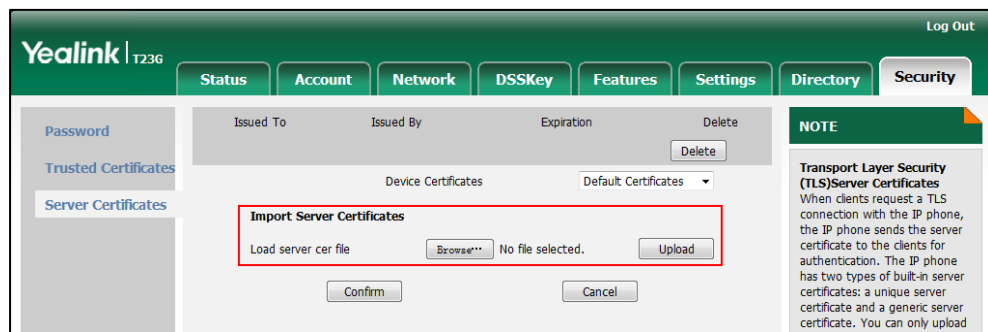 Log Out
Yealink T23G
Status Account Network DSSKey Features Settings Directory Security
Password
Trusted Certificates
Server Certificates
Issued To Issued By Expiration Delete
Delete
Device Certificates Default Certificates
Import Server Certificates
Load server cer file Browse… No file selected. Upload
Confirm Cancel
NOTE
Transport Layer Security
(TLS)Server Certificates
When clients request a TLS
connection with the IP phone,
the IP phone sends the server
certificate to the clients for
authentication. The IP phone
has two types of built-in server
certificates: a unique server
certificate and a generic server
certificate. You can only upload